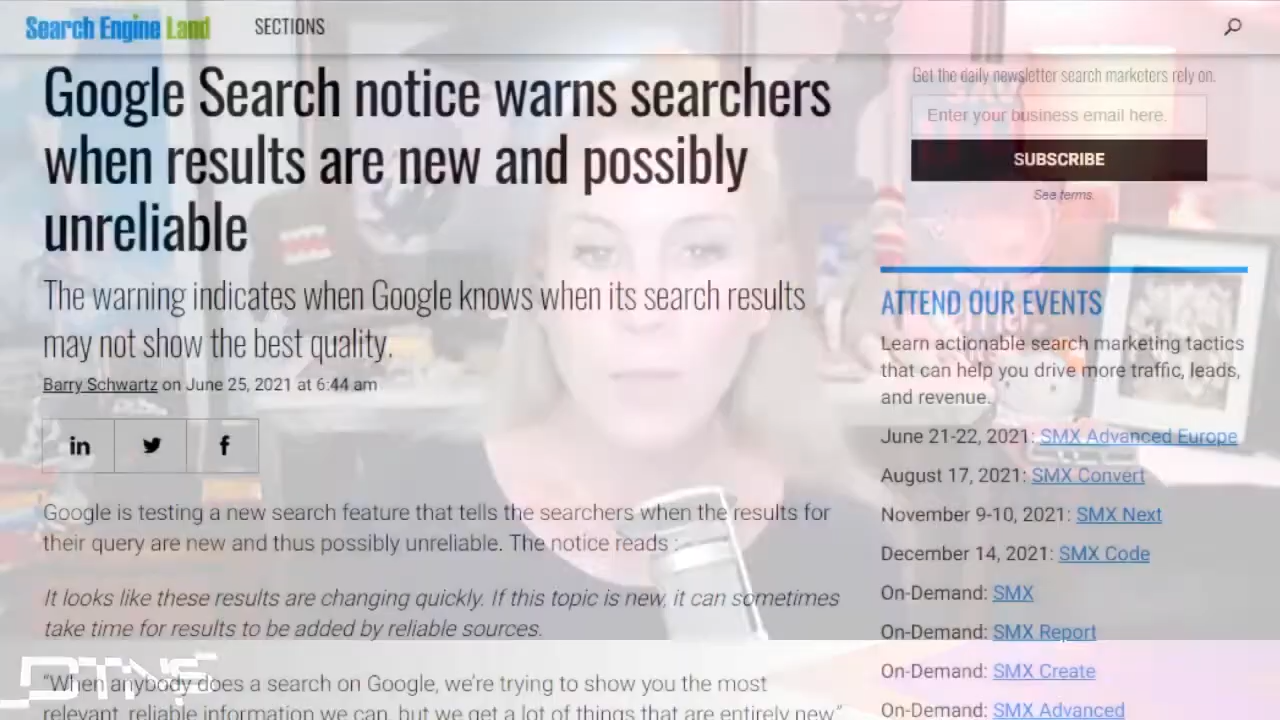 Search Engine Land
SECTIONS
Google Search notice warns searchers
when results are new and possibly
unreliable
The warning indicates when Google knows when its search results
may not show the best quality.
Barry Schwartz on June 25, 2021 at 6:44 am
in
f
Google is testing a new search feature that tells the searchers when the results for
their query are new and thus possibly unreliable. The notice reads :
It looks like these results are changing quickly. If this topic is new, it can sometimes
take time for results to be added by reliable sources.
“When anybody does a search on Google, we’re trying to show you the most
relevant, reliable information we can, but we get a lot of things that are entirely new”
Get the daily newsletter search marketers rely on.
Enter your business email here.
SUBSCRIBE
See terms.
ATTEND OUR EVENTS
Learn actionable search marketing tactics
that can help you drive more traffic, leads,
and revenue.
June 21-22, 2021: SMX Advanced Europe
August 17, 2021: SMX Convert
November 9-10, 2021: SMX Next
December 14, 2021: SMX Code
On-Demand: SMX
On-Demand: SMX Report
On-Demand: SMX Create
On-Demand: SMX Advanced
DTNS